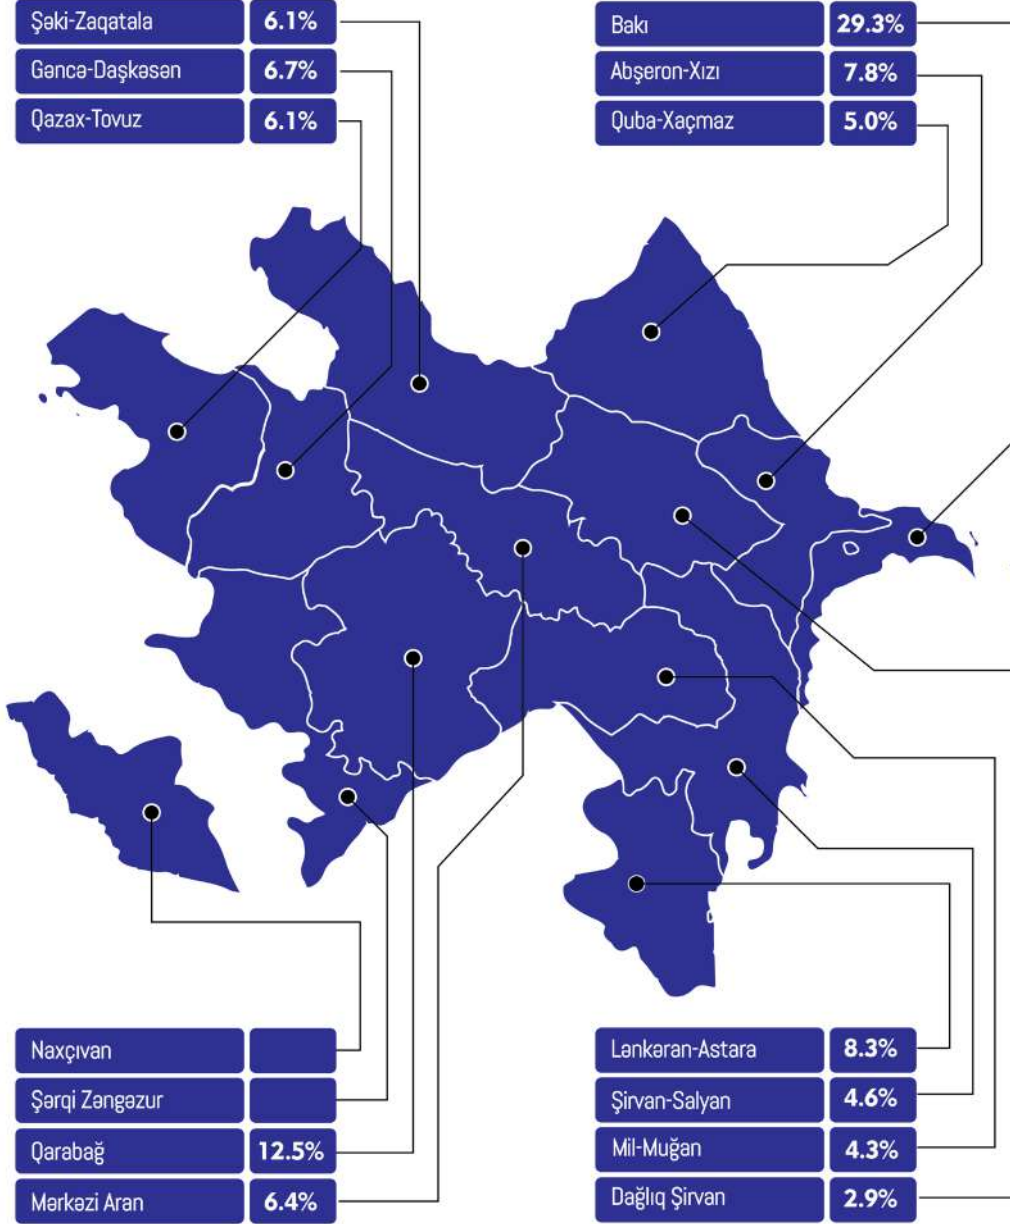 Şəki-Zaqatala 6.1%
Gəncə-Daşkəsən 6.7%
Qazax-Tovuz 6.1%
Bakı 29.3%
Abşeron-Xızı 7.8%
Quba-Xaçmaz 5.0%
Naxçıvan
Şərqi Zəngəzur
Qarabağ 12.5%
Mərkəzi Aran 6.4%
Lənkəran-Astara 8.3%
Şirvan-Salyan 4.6%
Mil-Muğan 4.3%
Dağlıq Şirvan 2.9%